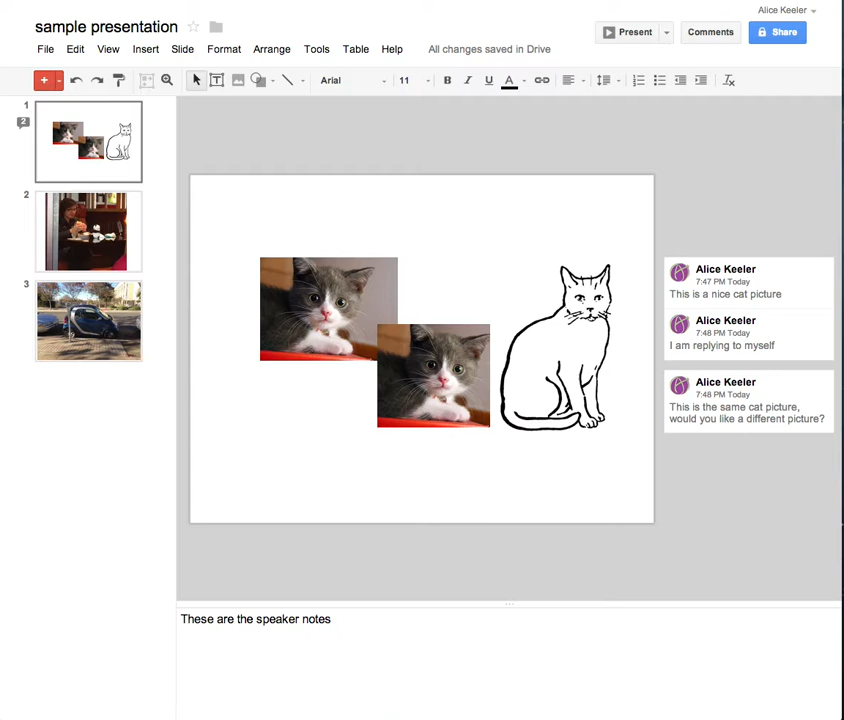 Alice Keeler
sample presentation
Present
Comments
Share
File Edit View Insert Slide Format Arrange Tools Table Help All changes saved in Drive
Arial 11 B I U A
1
2
2
3
Alice Keeler
7:47 PM Today
This is a nice cat picture
Alice Keeler
7:48 PM Today
I am replying to myself
Alice Keeler
7:48 PM Today
This is the same cat picture,
would you like a different picture?
These are the speaker notes